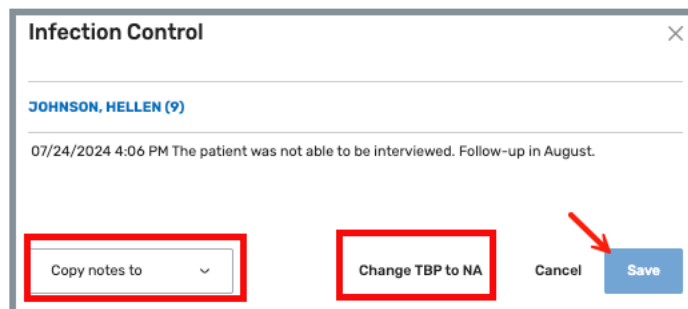 Infection Control
JOHNSON, HELLEN (9)
07/24/2024 4:06 PM The patient was not able to be interviewed. Follow-up in August.
Copy notes to Change TBP to NA Cancel Save